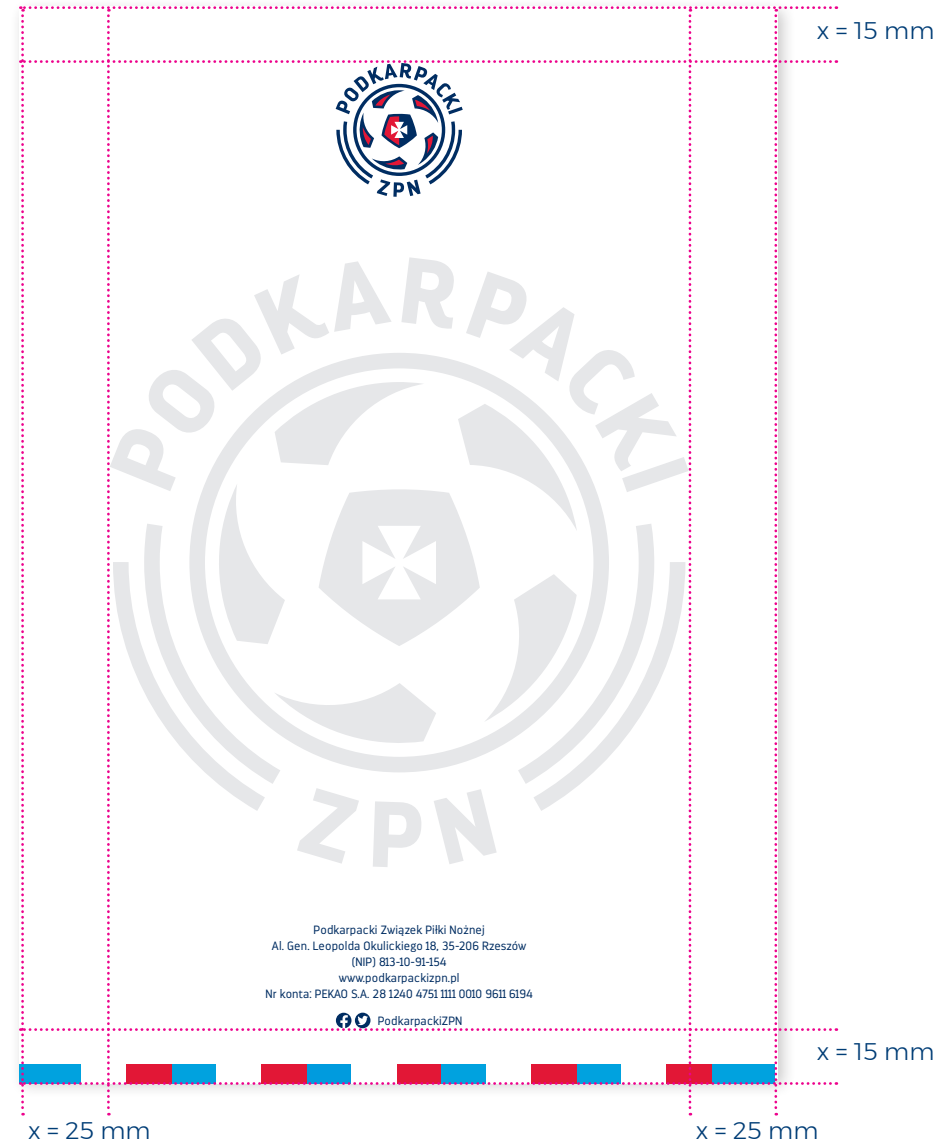 x = 15 mm
PODKARPACKI
ZPN
PODKARPACKI
ZPN
Podkarpacki Związek Piłki Nożnej
Al. Gen. Leopolda Okulickiego 18, 35-206 Rzeszów
(NIP) 813-10-91-154
www.podkarpackizpn.pl
Nr konta: PEKAO S.A. 28 1240 4751 1111 0010 9611 6194
PodkarpackiZPN
x = 15 mm
x = 25 mm
x = 25 mm